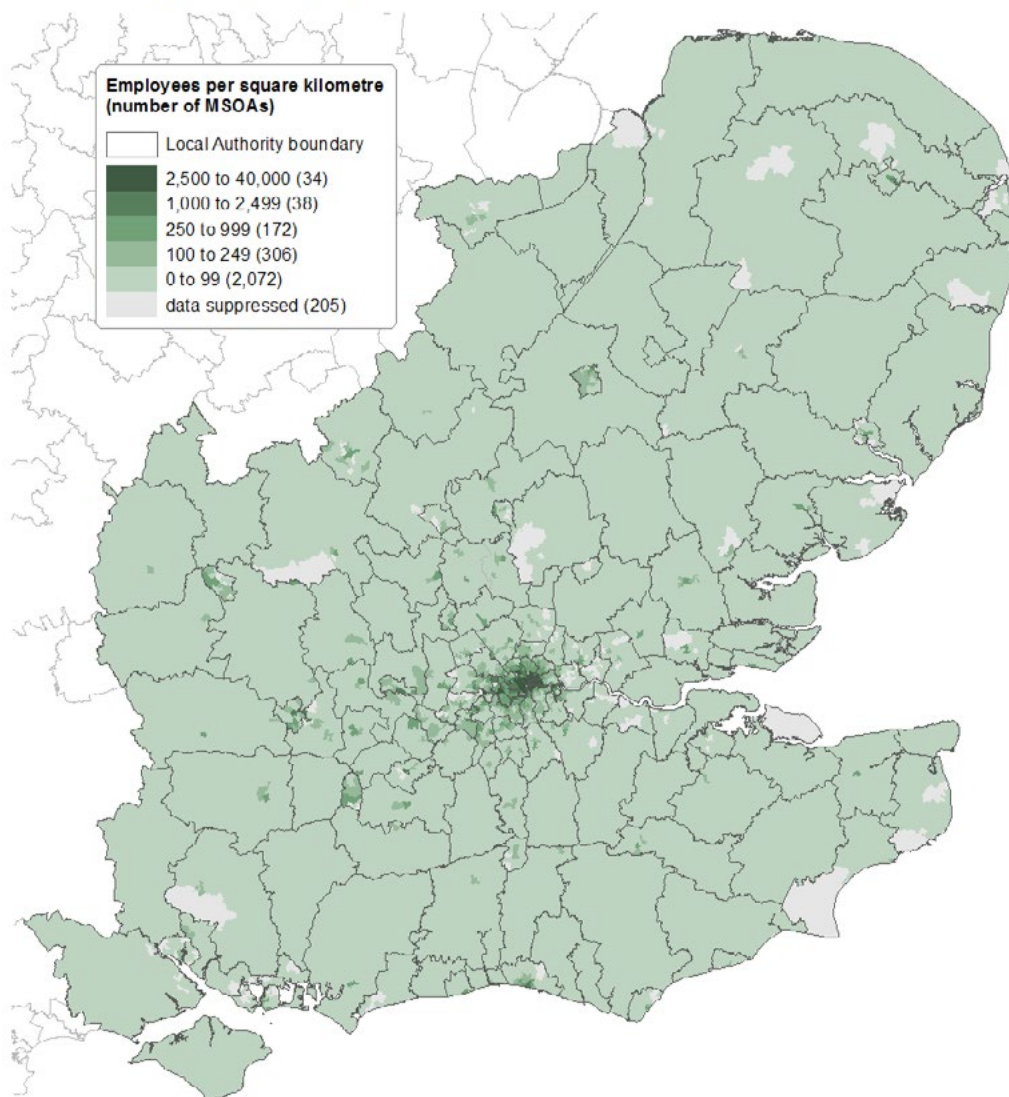 Employees per square kilometre
(number of MSOAs)
Local Authority boundary
2,500 to 40,000 (34)
1,000 to 2,499 (38)
250 to 999 (172)
100 to 249 (306)
0 to 99 (2,072)
data suppressed (205)